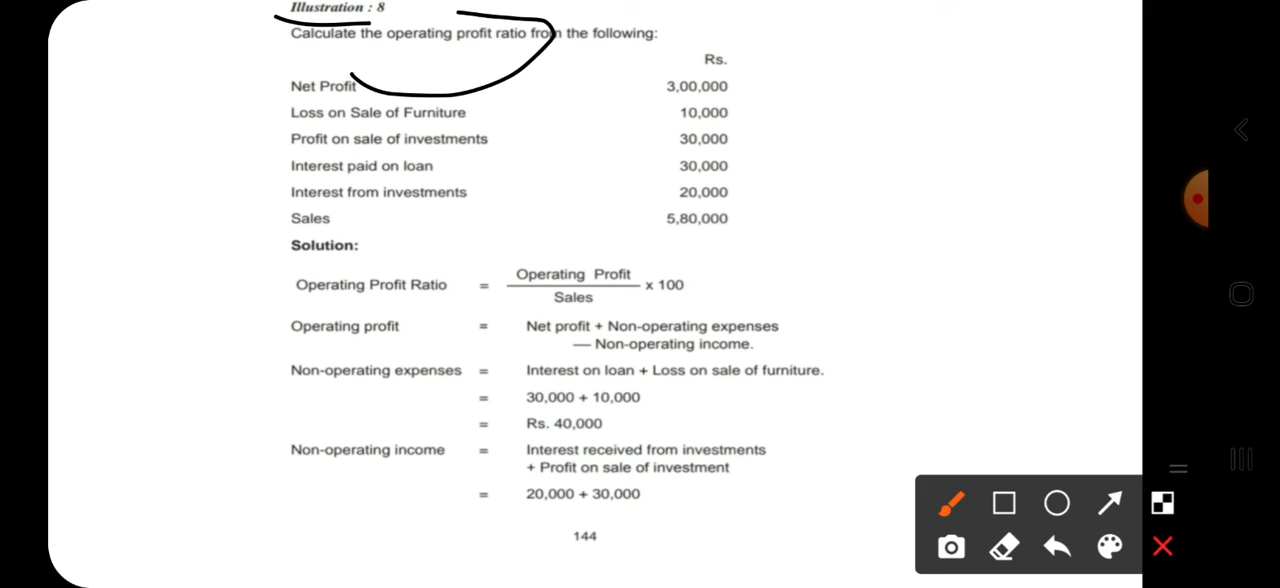 Illustration : 8
Calculate the operating profit ratio from the following:
Rs.
Net Profit 3,00,000
Loss on Sale of Furniture 10,000
Profit on sale of investments 30,000
Interest paid on loan 30,000
Interest from investments 20,000
Sales 5,80,000
Solution:
Operating Profit Ratio = Operating Profit / Sales x 100
Operating profit = Net profit + Non-operating expenses
— Non-operating income.
Non-operating expenses = Interest on loan + Loss on sale of furniture.
= 30,000 + 10,000
= Rs. 40,000
Non-operating income = Interest received from investments
+ Profit on sale of investment
= 20,000 + 30,000
144